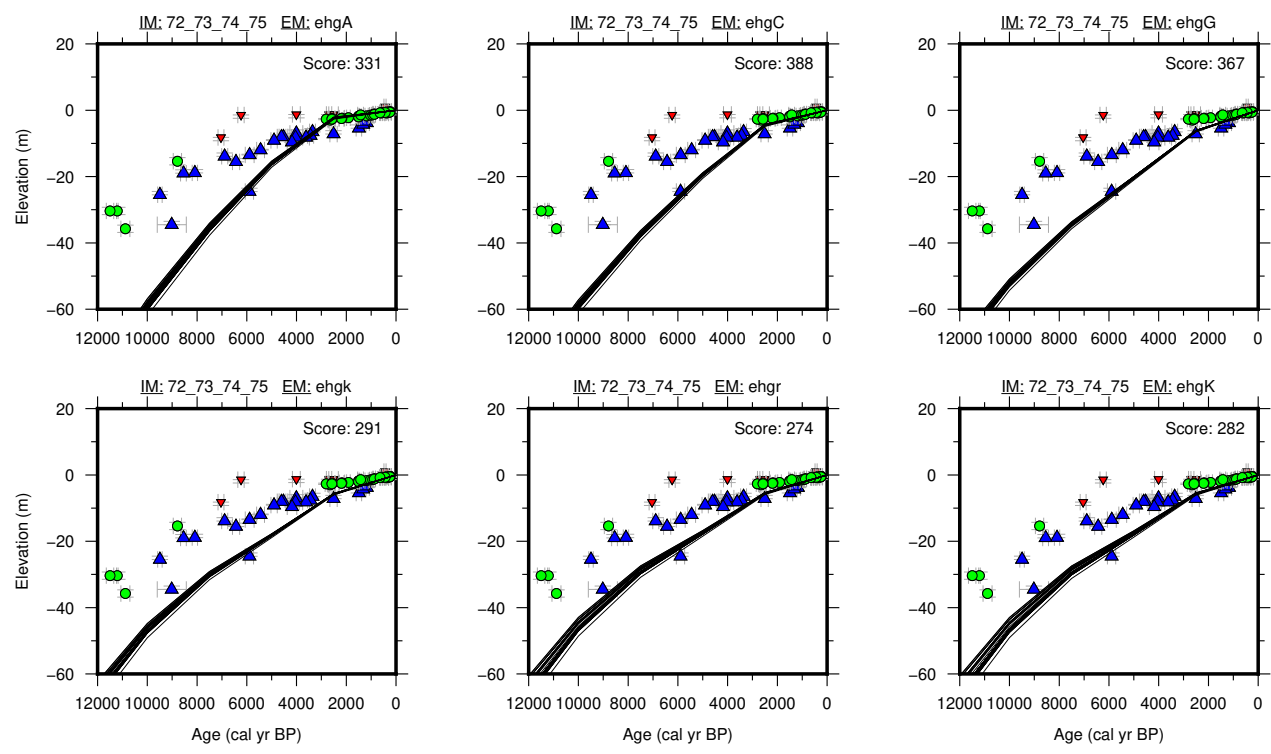 IM: 72_73_74_75 EM: ehgA
20
0
−20
−40
−60
Elevation (m)
Score: 331
12000 10000 8000 6000 4000 2000 0
IM: 72_73_74_75 EM: ehgC
20
0
−20
−40
−60
Score: 388
12000 10000 8000 6000 4000 2000 0
IM: 72_73_74_75 EM: ehgG
20
0
−20
−40
−60
Score: 367
12000 10000 8000 6000 4000 2000 0
IM: 72_73_74_75 EM: ehgk
20
0
−20
−40
−60
Elevation (m)
Score: 291
12000 10000 8000 6000 4000 2000 0
Age (cal yr BP)
IM: 72_73_74_75 EM: ehgr
20
0
−20
−40
−60
Score: 274
12000 10000 8000 6000 4000 2000 0
Age (cal yr BP)
IM: 72_73_74_75 EM: ehgK
20
0
−20
−40
−60
Score: 282
12000 10000 8000 6000 4000 2000 0
Age (cal yr BP)